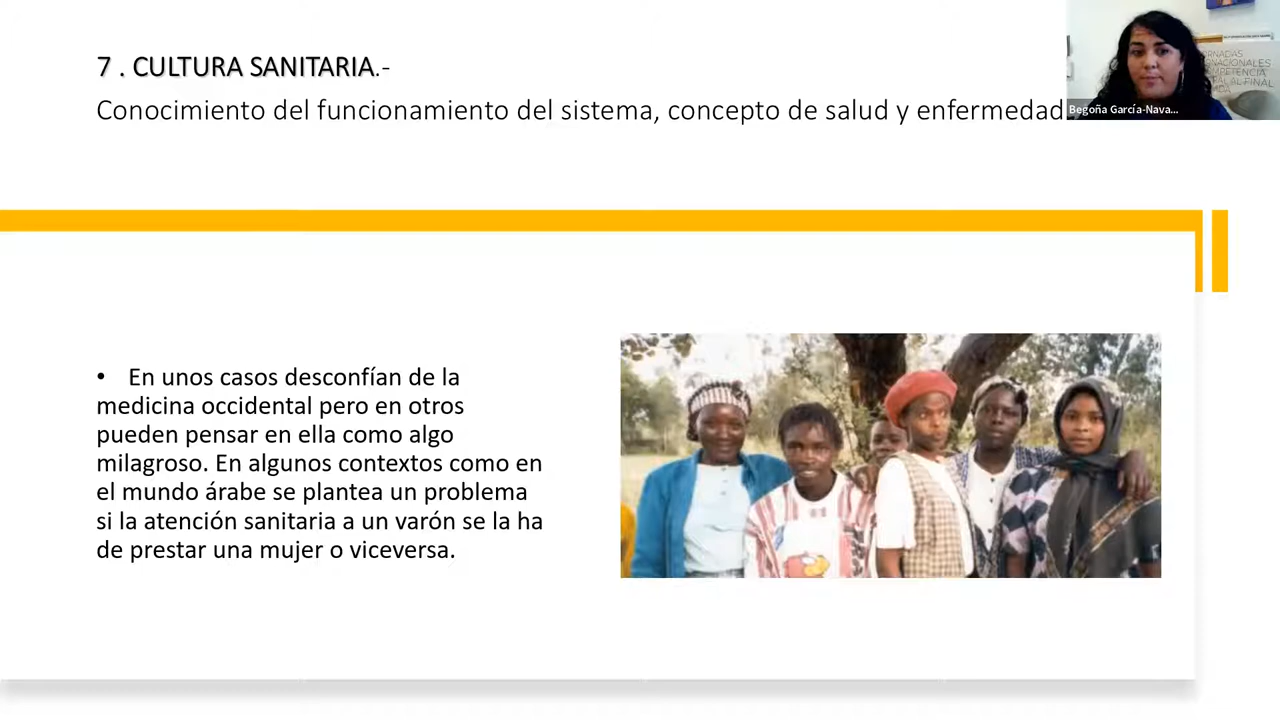 7 . CULTURA SANITARIA.-
Conocimiento del funcionamiento del sistema, concepto de salud y enfermedad.
• En unos casos desconfían de la
medicina occidental pero en otros
pueden pensar en ella como algo
milagroso. En algunos contextos como en
el mundo árabe se plantea un problema
si la atención sanitaria a un varón se la ha
de prestar una mujer o viceversa.
Begoña García-Nava...